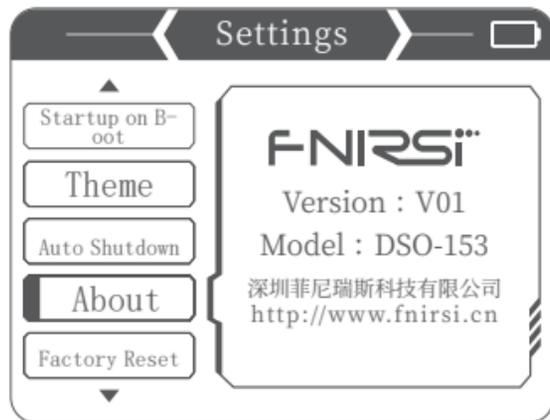 Settings
Startup on B-
oot
Theme
Auto Shutdown
About
Factory Reset
FNIRSI
Version：V01
Model：DSO-153
深圳菲尼瑞斯科技有限公司
http://www.fnirsi.cn